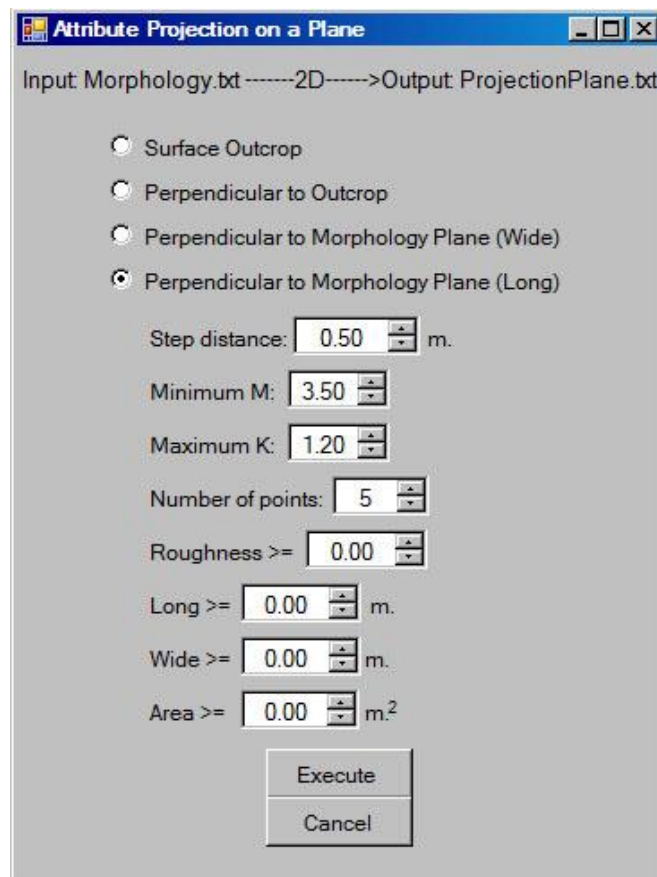 Attribute Projection on a Plane
Input: Morphology.txt -------2D------>Output: ProjectionPlane.txt
Surface Outcrop
Perpendicular to Outcrop
Perpendicular to Morphology Plane (Wide)
Perpendicular to Morphology Plane (Long)
Step distance: 0.50 m.
Minimum M: 3.50
Maximum K: 1.20
Number of points: 5
Roughness >= 0.00
Long >= 0.00 m.
Wide >= 0.00 m.
Area >= 0.00 m.²
Execute
Cancel